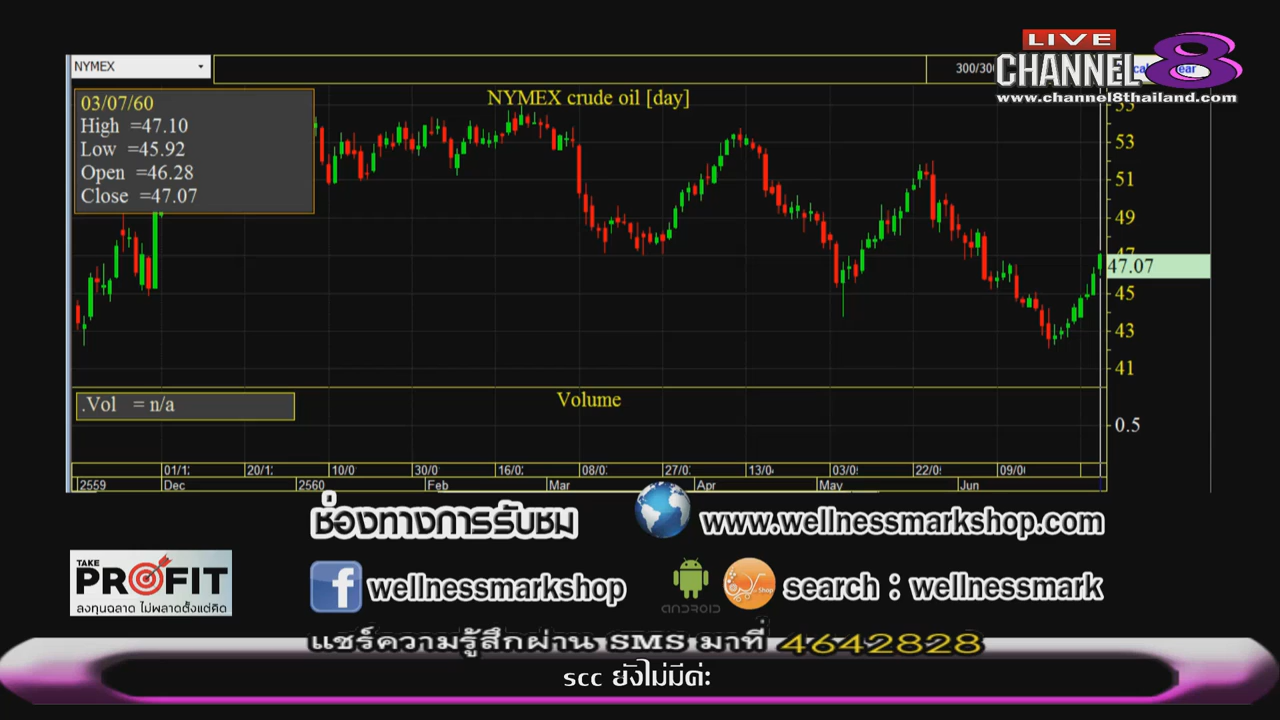 LIVE
CHANNEL 8
www.channel8thailand.com
NYMEX
300/300
NYMEX crude oil [day]
03/07/60
High =47.10
Low =45.92
Open =46.28
Close =47.07
53
51
49
47
47.07
45
43
41
.Vol = n/a
Volume
0.5
01/1 20/1 10/0 30/0 16/0 08/0 27/0 13/0 03/0 22/0 09/0
2559 Dec 2560 Feb Mar Apr May Jun
ช่องทางการรับชม www.wellnessmarkshop.com
TAKE
PROFIT
ลงทุนฉลาด ไม่พลาดตั้งแต่คิด
wellnessmarkshop
ANDROID
Shop
search : wellnessmark
แชร์ความรู้สึกผ่าน SMS มาที่ 4642828
scc ยังไม่มีค่ะ